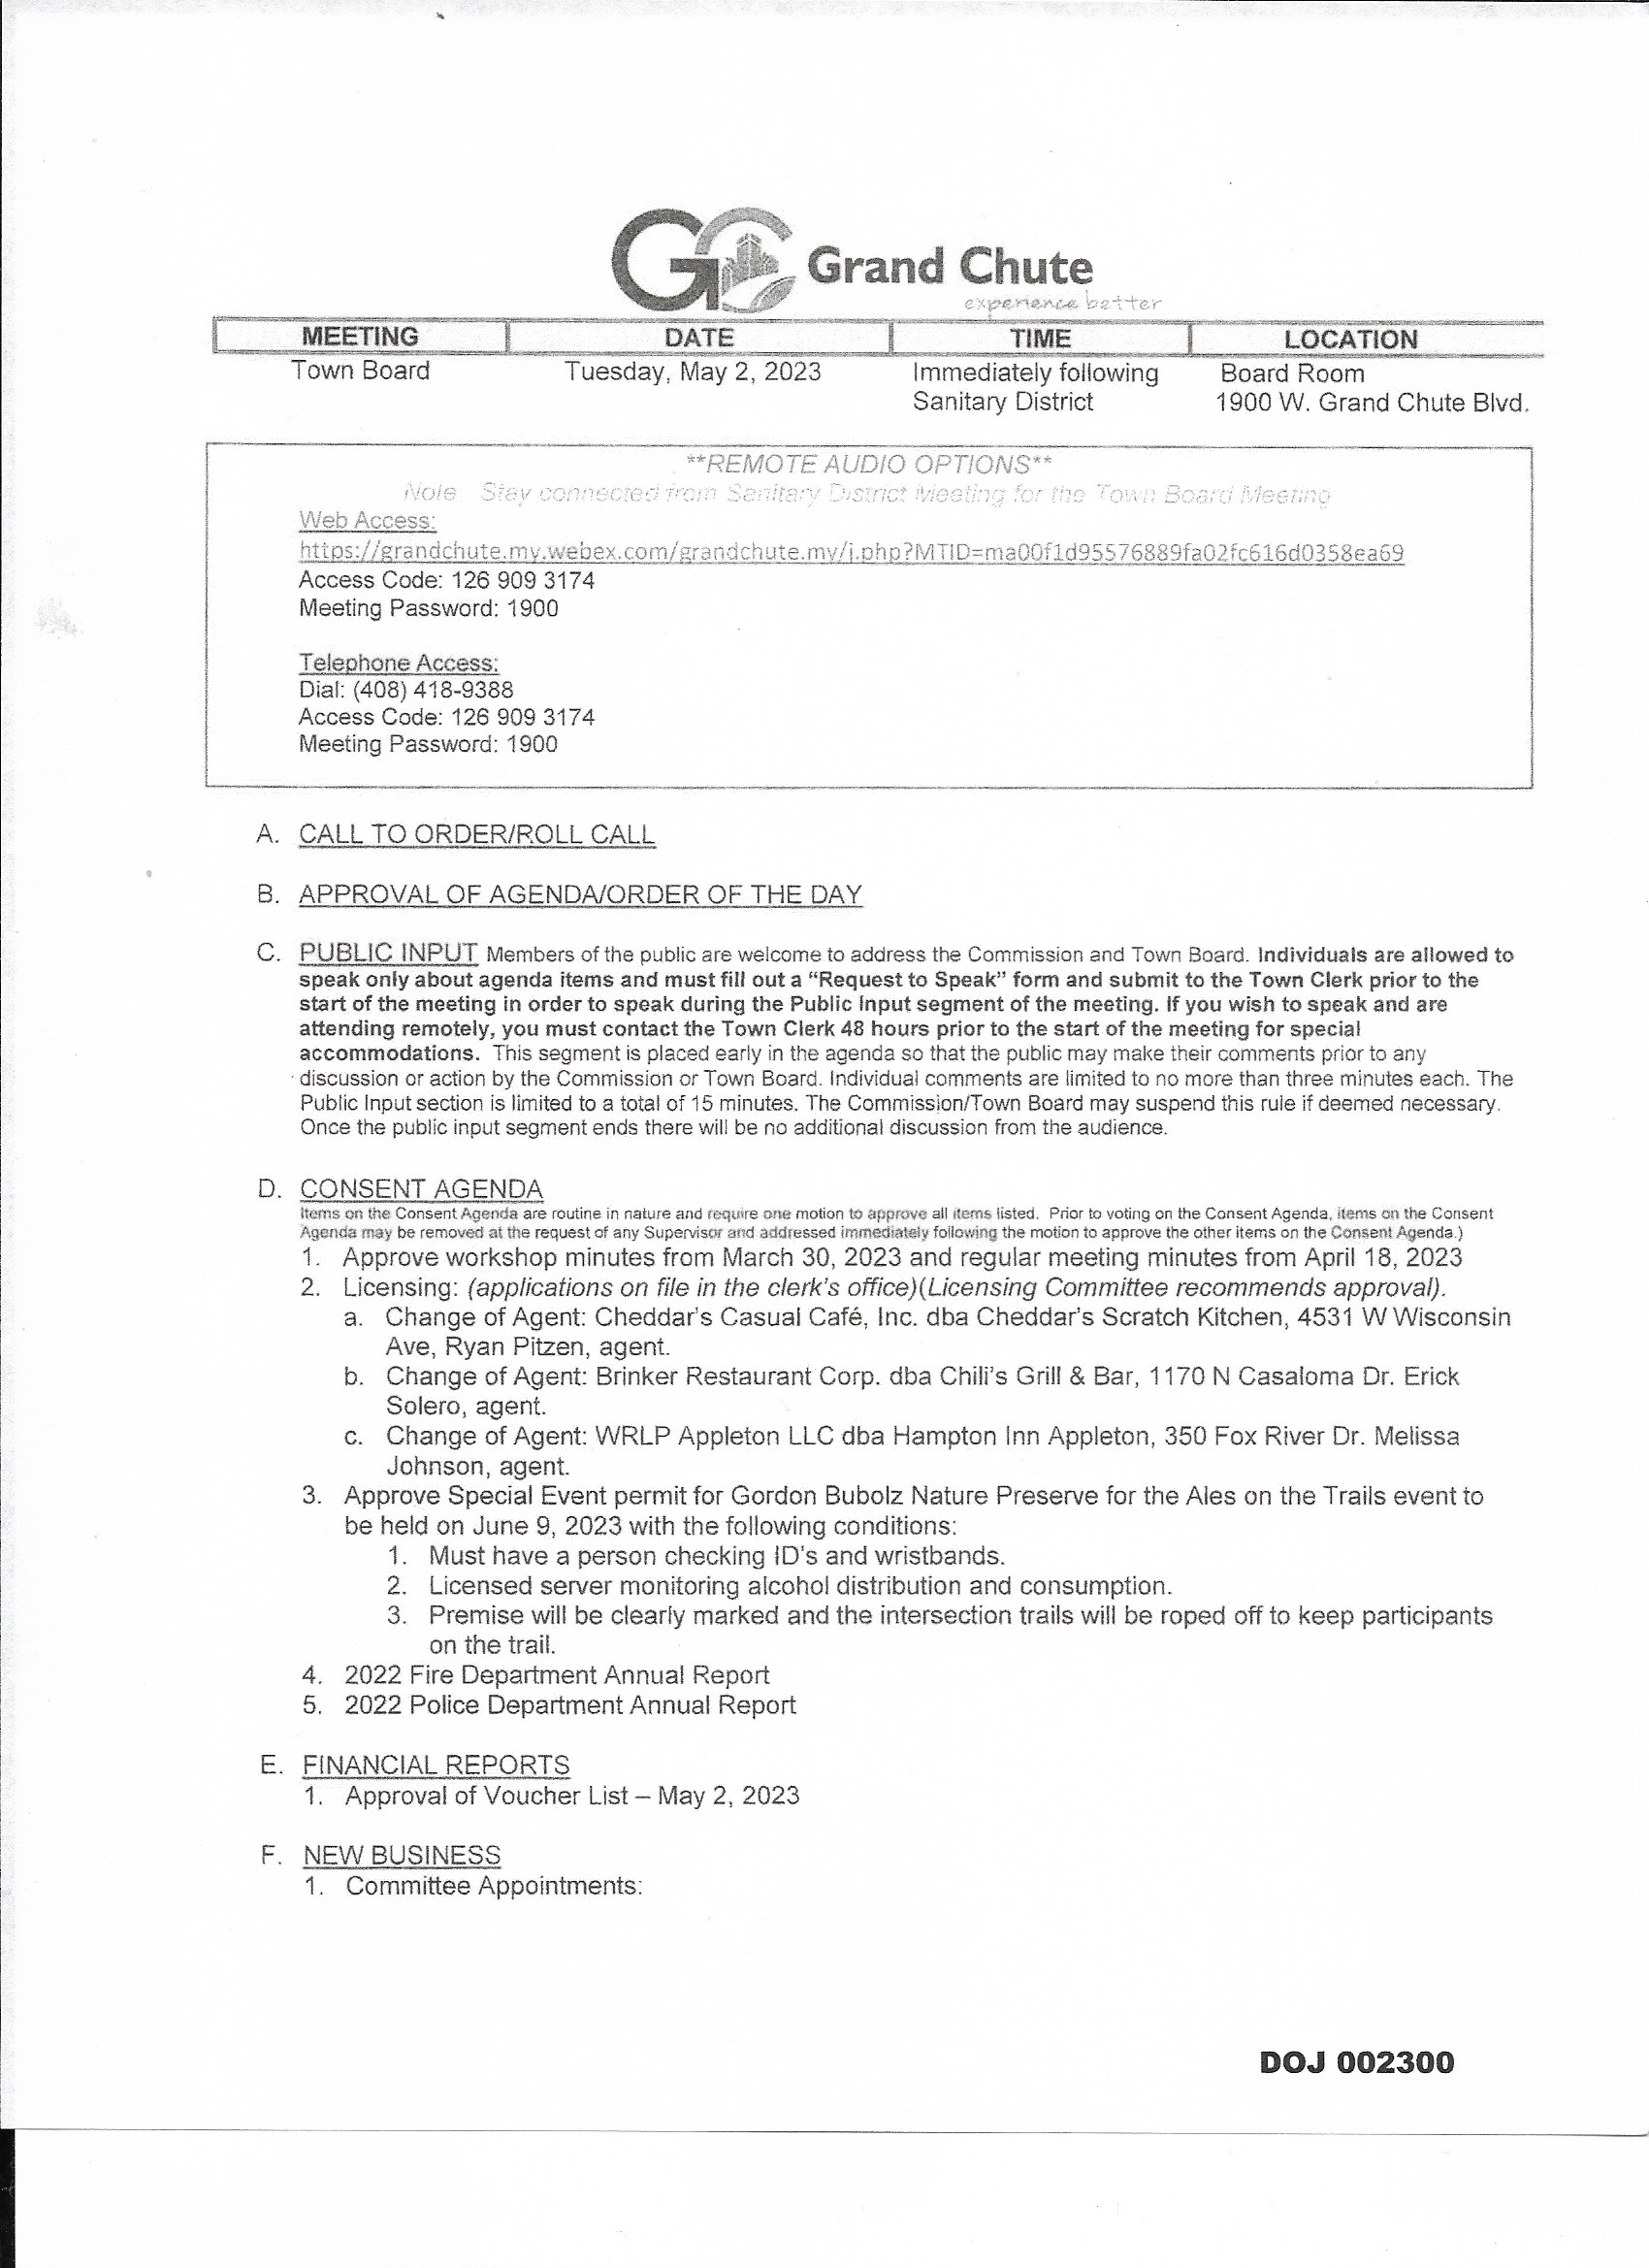 GC Grand Chute
experience better
MEETING DATE TIME LOCATION
Town Board Tuesday, May 2, 2023 Immediately following Board Room
Sanitary District 1900 W. Grand Chute Blvd.
**REMOTE AUDIO OPTIONS**
Note Stay connected from Sanitary District Meeting for the Town Board Meeting
Web Access:
https://grandchute.my.webex.com/grandchute.my/j.php?MTID=ma00f1d95576889fa02fc616d0358ea69
Access Code: 126 909 3174
Meeting Password: 1900
Telephone Access:
Dial: (408) 418-9388
Access Code: 126 909 3174
Meeting Password: 1900
A. CALL TO ORDER/ROLL CALL
B. APPROVAL OF AGENDA/ORDER OF THE DAY
C. PUBLIC INPUT Members of the public are welcome to address the Commission and Town Board. Individuals are allowed to
speak only about agenda items and must fill out a “Request to Speak” form and submit to the Town Clerk prior to the
start of the meeting in order to speak during the Public Input segment of the meeting. If you wish to speak and are
attending remotely, you must contact the Town Clerk 48 hours prior to the start of the meeting for special
accommodations. This segment is placed early in the agenda so that the public may make their comments prior to any
discussion or action by the Commission or Town Board. Individual comments are limited to no more than three minutes each. The
Public Input section is limited to a total of 15 minutes. The Commission/Town Board may suspend this rule if deemed necessary.
Once the public input segment ends there will be no additional discussion from the audience.
D. CONSENT AGENDA
Items on the Consent Agenda are routine in nature and require one motion to approve all items listed. Prior to voting on the Consent Agenda, items on the Consent
Agenda may be removed at the request of any Supervisor and addressed immediately following the motion to approve the other items on the Consent Agenda.)
1. Approve workshop minutes from March 30, 2023 and regular meeting minutes from April 18, 2023
2. Licensing: (applications on file in the clerk’s office)(Licensing Committee recommends approval).
a. Change of Agent: Cheddar’s Casual Café, Inc. dba Cheddar’s Scratch Kitchen, 4531 W Wisconsin
Ave, Ryan Pitzen, agent.
b. Change of Agent: Brinker Restaurant Corp. dba Chili’s Grill & Bar, 1170 N Casaloma Dr. Erick
Solero, agent.
c. Change of Agent: WRLP Appleton LLC dba Hampton Inn Appleton, 350 Fox River Dr. Melissa
Johnson, agent.
3. Approve Special Event permit for Gordon Bubolz Nature Preserve for the Ales on the Trails event to
be held on June 9, 2023 with the following conditions:
1. Must have a person checking ID’s and wristbands.
2. Licensed server monitoring alcohol distribution and consumption.
3. Premise will be clearly marked and the intersection trails will be roped off to keep participants
on the trail.
4. 2022 Fire Department Annual Report
5. 2022 Police Department Annual Report
E. FINANCIAL REPORTS
1. Approval of Voucher List – May 2, 2023
F. NEW BUSINESS
1. Committee Appointments:
DOJ 002300